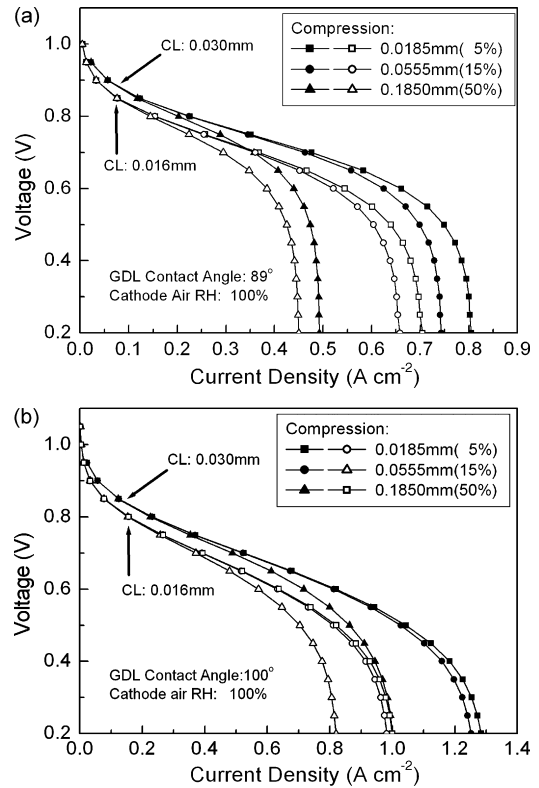 (a)
Compression:
0.0185mm( 5%)
0.0555mm(15%)
0.1850mm(50%)
CL: 0.030mm
CL: 0.016mm
GDL Contact Angle: 89°
Cathode Air RH: 100%
Voltage (V)
1.0
0.8
0.6
0.4
0.2
0.0 0.1 0.2 0.3 0.4 0.5 0.6 0.7 0.8 0.9
Current Density (A cm-2)
(b)
Compression:
0.0185mm( 5%)
0.0555mm(15%)
0.1850mm(50%)
CL: 0.030mm
CL: 0.016mm
GDL Contact Angle:100°
Cathode air RH: 100%
Voltage (V)
1.0
0.8
0.6
0.4
0.2
0.0 0.2 0.4 0.6 0.8 1.0 1.2 1.4
Current Density (A cm-2)